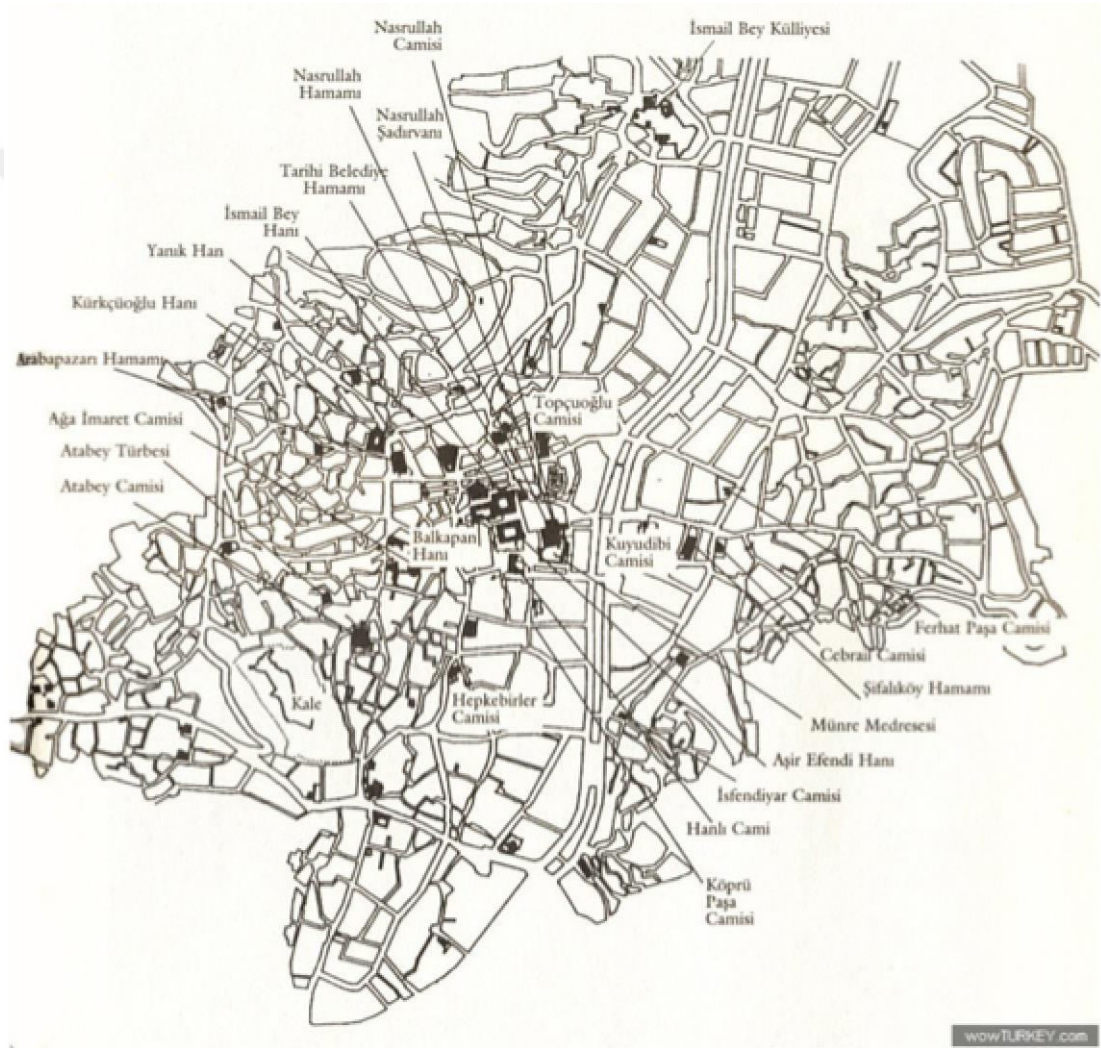 Nasrullah
Camisi
İsmail Bey Külliyesi
Nasrullah
Hamamı
Nasrullah
Şadırvanı
Tarihi Belediye
Hamamı
İsmail Bey
Hanı
Yanık Han
Kürkçüoğlu Hanı
Arabapazarı Hamamı
Ağa İmaret Camisi
Atabey Türbesi
Atabey Camisi
Topçuoğlu
Camisi
Balkapan
Hanı
Kuyudibi
Camisi
Ferhat Paşa Camisi
Cebrail Camisi
Şifalıköy Hamamı
Kale
Hepkebirler
Camisi
Münre Medresesi
Aşir Efendi Hanı
İsfendiyar Camisi
Hanlı Cami
Köprü
Paşa
Camisi
wowTURKEY.com